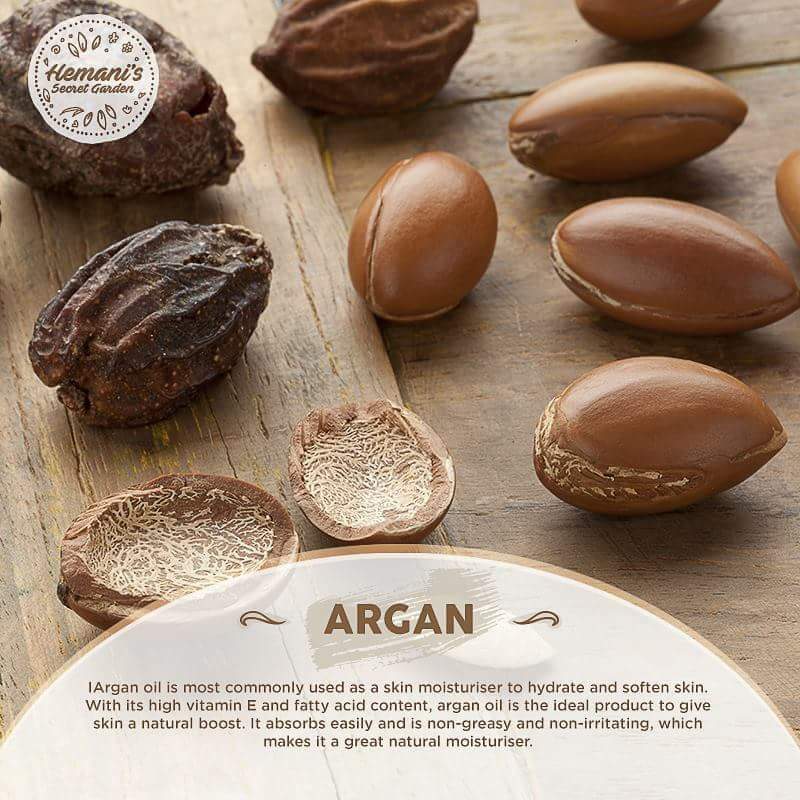 Hemani's
Secret Garden
ARGAN
IArgan oil is most commonly used as a skin moisturiser to hydrate and soften skin.
With its high vitamin E and fatty acid content, argan oil is the ideal product to give
skin a natural boost. It absorbs easily and is non-greasy and non-irritating, which
makes it a great natural moisturiser.